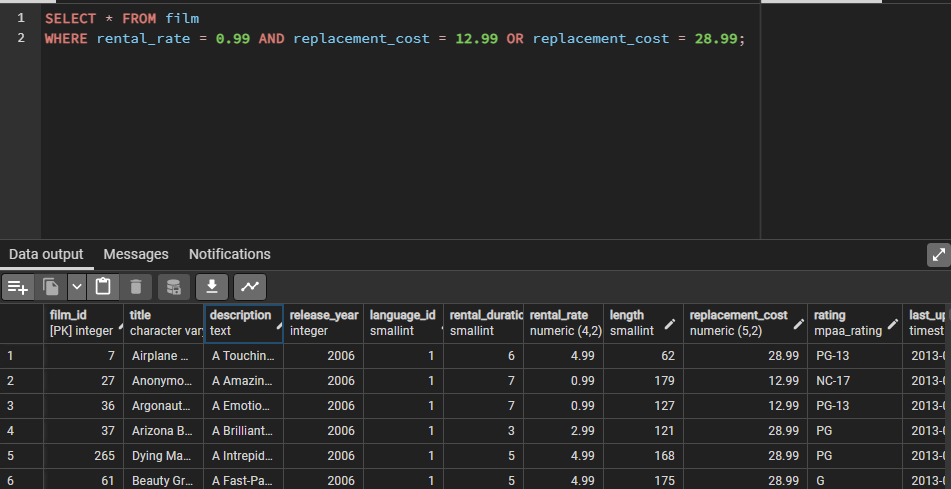 1 SELECT * FROM film
2 WHERE rental_rate = 0.99 AND replacement_cost = 12.99 OR replacement_cost = 28.99;
Data output Messages Notifications
film_id title description release_year language_id rental_duratic rental_rate length replacement_cost rating last_up
[PK] integer character var text integer smallint smallint numeric (4,2) smallint numeric (5,2) mpaa_rating timest
1 7 Airplane ... A Touchin... 2006 1 6 4.99 62 28.99 PG-13 2013-0
2 27 Anonymo... A Amazin... 2006 1 7 0.99 179 12.99 NC-17 2013-0
3 36 Argonaut... A Emotio... 2006 1 7 0.99 127 12.99 PG-13 2013-0
4 37 Arizona B... A Brilliant... 2006 1 3 2.99 121 28.99 PG 2013-0
5 265 Dying Ma... A Intrepid... 2006 1 5 4.99 168 28.99 PG 2013-0
6 61 Beauty Gr... A Fast-Pa... 2006 1 5 4.99 175 28.99 G 2013-0